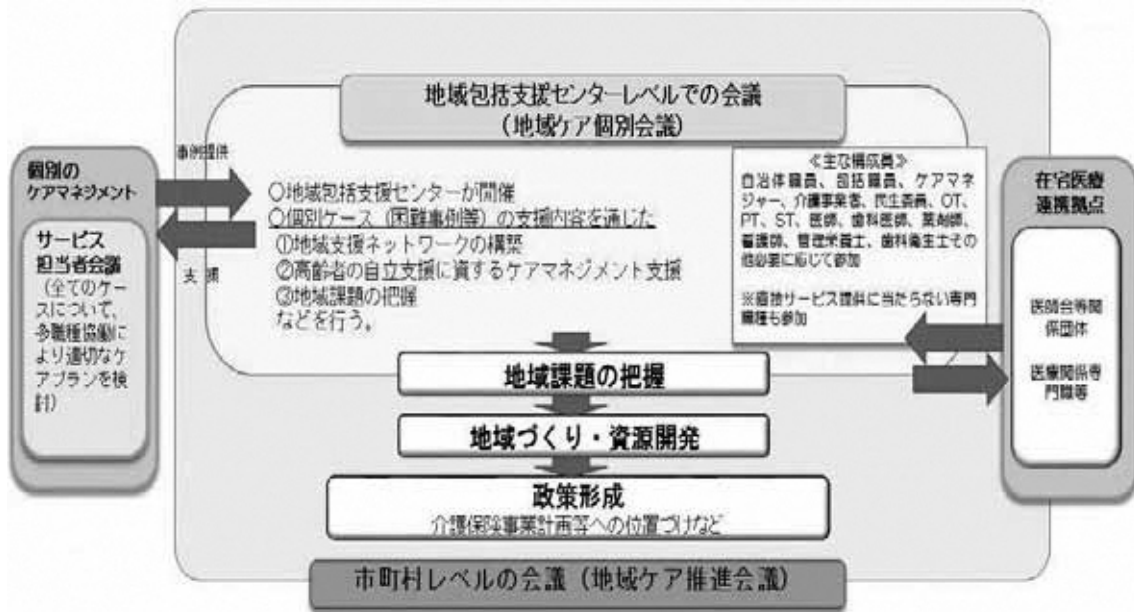 地域包括支援センターレベルでの会議
（地域ケア個別会議）
個別の
ケアマネジメント
サービス
担当者会議
（全てのケー
スについて、
多職種協働に
より適切なケ
アプランを検
討）
事例提供
支援
○地域包括支援センターが開催
○個別ケース（困難事例等）の支援内容を通じた
①地域支援ネットワークの構築
②高齢者の自立支援に資するケアマネジメント支援
③地域課題の把握
などを行う。
≪主な構成員≫
自治体職員、包括職員、ケアマネ
ジャー、介護事業者、民生委員、OT、
PT、ST、医師、歯科医師、薬剤師、
看護師、管理栄養士、歯科衛生士その
他必要に応じて参加
※直接サービス提供に当たらない専門
職種も参加
在宅医療
連携拠点
医師会等関
係団体
医療関係専
門職等
地域課題の把握
地域づくり・資源開発
政策形成
介護保険事業計画等への位置づけなど
市町村レベルの会議（地域ケア推進会議）